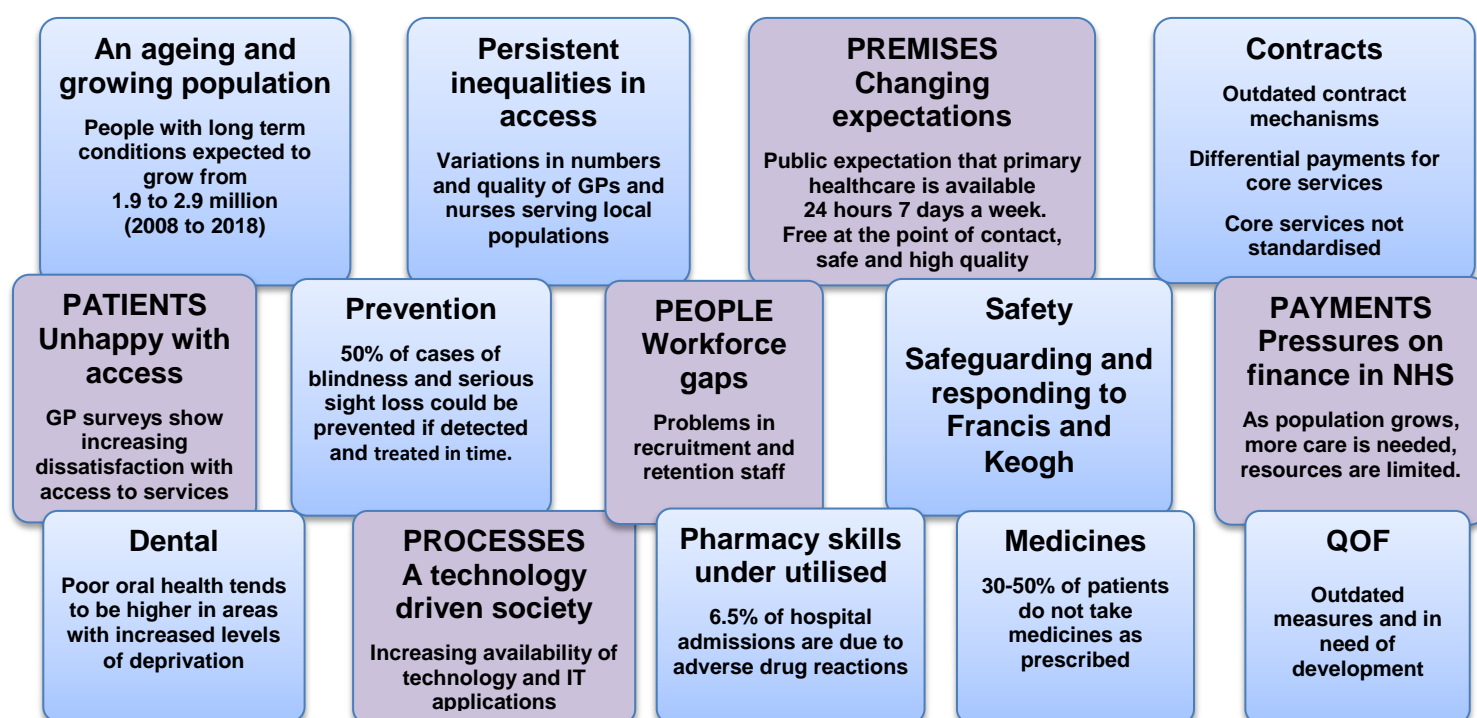 An ageing and
growing population
People with long term
conditions expected to
grow from
1.9 to 2.9 million
(2008 to 2018)
Persistent
inequalities in
access
Variations in numbers
and quality of GPs and
nurses serving local
populations
PREMISES
Changing
expectations
Public expectation that primary
healthcare is available
24 hours 7 days a week.
Free at the point of contact,
safe and high quality
Contracts
Outdated contract
mechanisms
Differential payments for
core services
Core services not
standardised
PATIENTS
Unhappy with
access
GP surveys show
increasing
dissatisfaction with
access to services
Prevention
50% of cases of
blindness and serious
sight loss could be
prevented if detected
and treated in time.
PEOPLE
Workforce
gaps
Problems in
recruitment and
retention staff
Safety
Safeguarding and
responding to
Francis and
Keogh
PAYMENTS
Pressures on
finance in NHS
As population grows,
more care is needed,
resources are limited.
Dental
Poor oral health tends
to be higher in areas
with increased levels
of deprivation
PROCESSES
A technology
driven society
Increasing availability of
technology and IT
applications
Pharmacy skills
under utilised
6.5% of hospital
admissions are due to
adverse drug reactions
Medicines
30-50% of patients
do not take
medicines as
prescribed
QOF
Outdated
measures and in
need of
development